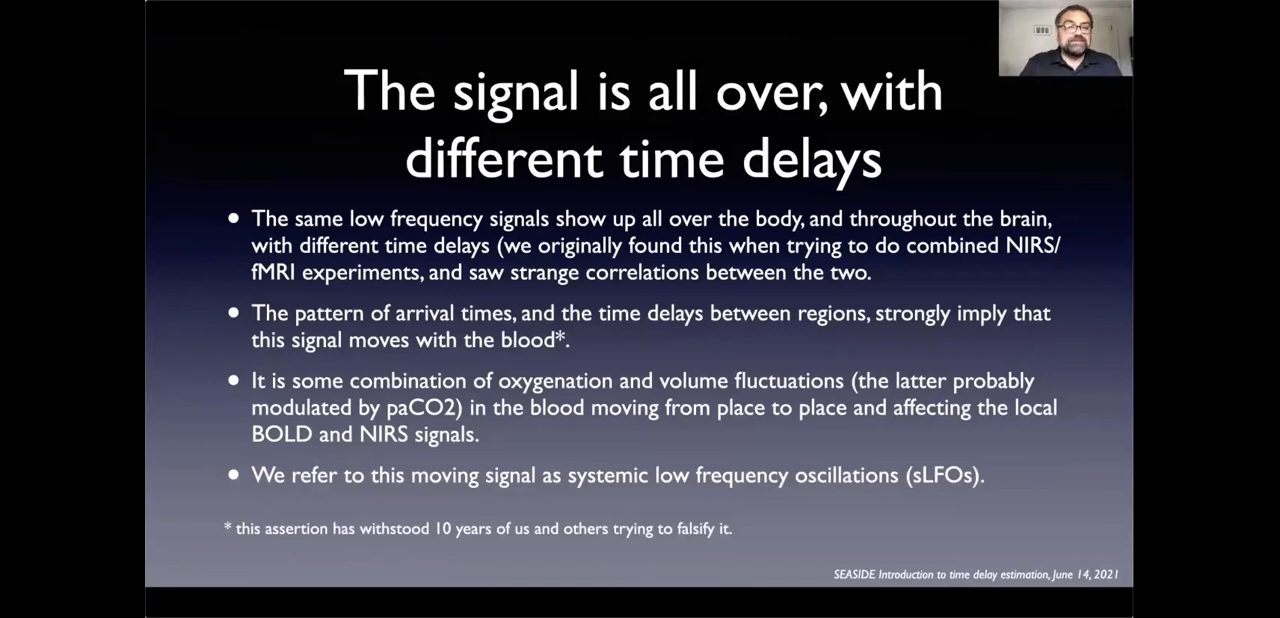 The signal is all over, with
different time delays
• The same low frequency signals show up all over the body, and throughout the brain,
with different time delays (we originally found this when trying to do combined NIRS/
fMRI experiments, and saw strange correlations between the two.
• The pattern of arrival times, and the time delays between regions, strongly imply that
this signal moves with the blood*.
• It is some combination of oxygenation and volume fluctuations (the latter probably
modulated by paCO2) in the blood moving from place to place and affecting the local
BOLD and NIRS signals.
• We refer to this moving signal as systemic low frequency oscillations (sLFOs).
* this assertion has withstood 10 years of us and others trying to falsify it.
SEASIDE Introduction to time delay estimation, June 14, 2021